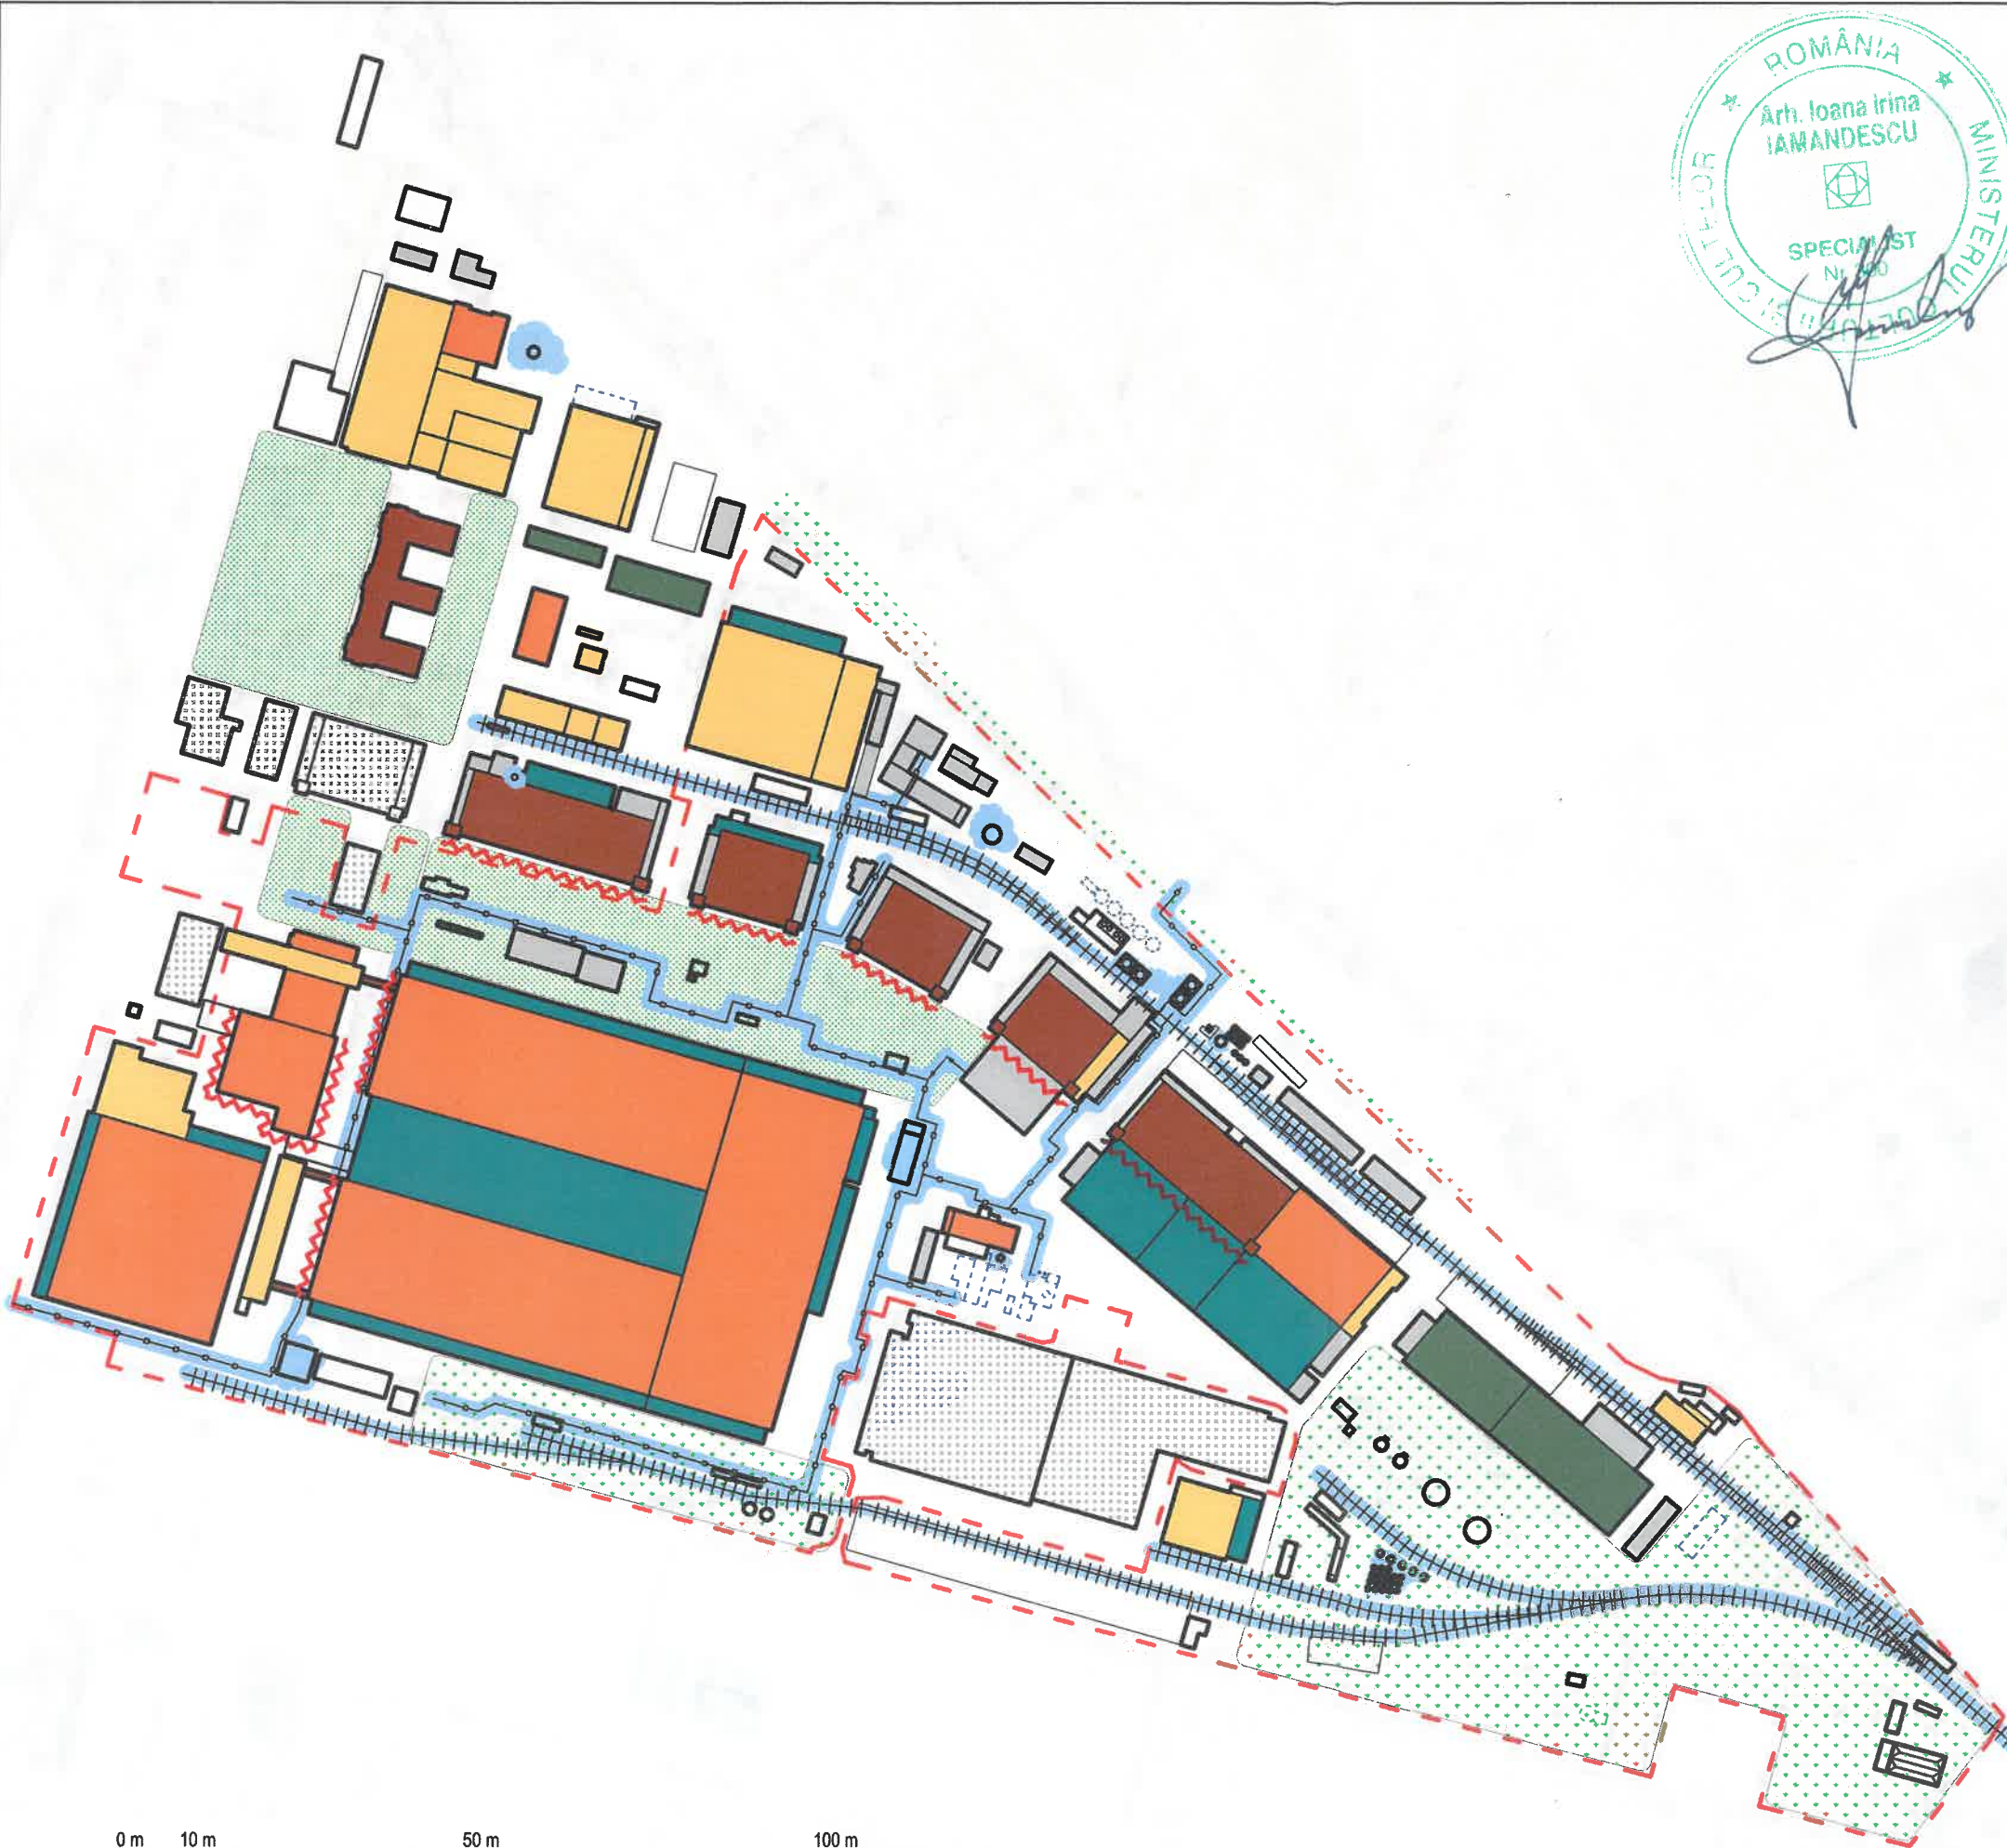 ROMÂNIA
MINISTERUL
Arh. Ioana Irina
IAMANDESCU
SPECIALIST
0 m 10 m 50 m 100 m